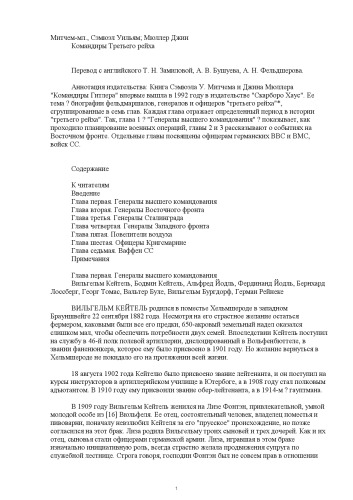 Митчем-мл., Сэмюэл Уильям; Мюллер Джин
Командиры Третьего рейха
Перевод с английского Т. Н. Замиловой, А. В. Бушуева, А. Н. Фельдшерова.
Аннотация издательства: Книга Сэмюэла У. Митчема и Джина Мюллера
"Командиры Гитлера" впервые вышла в 1992 году в издательстве "Скарборо Хаус". Ее
тема ? биографии фельдмаршалов, генералов и офицеров "третьего рейха"*,
сгруппированные в семь глав. Каждая глава отражает определенный период в истории
"третьего рейха". Так, глава 1 ? "Генералы высшего командования" ? показывает, как
проходило планирование военных операций, главы 2 и 3 рассказывают о событиях на
Восточном фронте. Отдельные главы посвящены офицерам германских ВВС и ВМС,
войск СС.
Содержание
К читателям
Введение
Глава первая. Генералы высшего командования
Глава вторая. Генералы Восточного фронта
Глава третья. Генералы Сталинграда
Глава четвертая. Генералы Западного фронта
Глава пятая. Повелители воздуха
Глава шестая. Офицеры Кригсмарине
Глава седьмая. Ваффен СС
Примечания
Глава первая. Генералы высшего командования
Вильгельм Кейтель, Бодвин Кейтель, Альфред Йодль, Фердинанд Йодль, Бернхард
Лоссберг, Георг Томас, Вальтер Буле, Вильгельм Бургдорф, Герман Рейнеке
ВИЛЬГЕЛЬМ КЕЙТЕЛЬ родился в поместье Хельмшероде в западном
Брауншвейге 22 сентября 1882 года. Несмотря на его страстное желание остаться
фермером, каковыми были все его предки, 650-акровый земельный надел оказался
слишком мал, чтобы обеспечить потребности двух семей. Впоследствии Кейтель поступил
на службу в 46-й полк полевой артиллерии, дислоцированный в Вольфенбюттеле, в
звании фаненюнкера, которое ему было присвоено в 1901 году. Но желание вернуться в
Хельмшероде не покидало его на протяжении всей жизни.
18 августа 1902 года Кейтелю было присвоено звание лейтенанта, и он поступил на
курсы инструкторов в артиллерийском училище в Ютербоге, а в 1908 году стал полковым
адъютантом. В 1910 году ему присвоили звание обер-лейтенанта, а в 1914-м ? гауптмана.
В 1909 году Вильгельм Кейтель женился на Лизе Фонтэн, привлекательной, умной
молодой особе из [16] Вюльфеля. Ее отец, состоятельный человек, владелец поместья и
пивоварни, поначалу невзлюбил Кейтеля за его "прусское" происхождение, но позже
согласился на этот брак. Лиза родила Вильгельму троих сыновей и трех дочерей. Как и их
отец, сыновья стали офицерами германской армии. Лиза, игравшая в этом браке
изначально инициативную роль, всегда страстно желала продвижения супруга по
служебной лестнице. Строго говоря, господин Фонтэн был не совсем прав в отношении
1